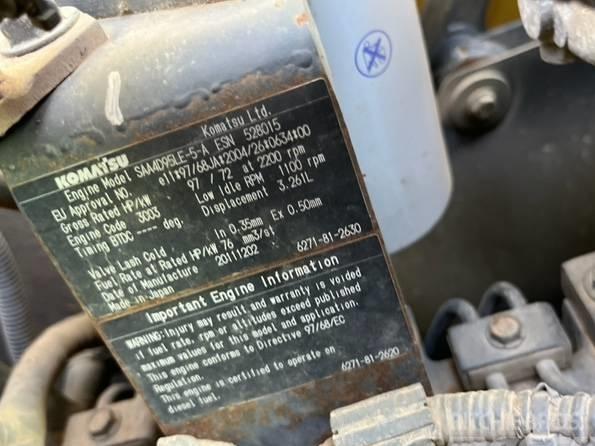 KOMATSU Komatsu Ltd.
Engine Model SAA4D95LE-5-A ESN 528015
EU Approval NO. e11*97/68JA*2004/26*0634*00
Gross Rated HP/kW 97 / 72 at 2200 rpm
Engine Code 3003 Low Idle RPM 1100 rpm
Timing BTDC ---- deg. Displacement 3.261L
Valve Lash Cold In 0.35mm Ex 0.50mm
Fuel Rate at Rated HP/kW 76 mm3/st
Date of Manufacture 20111202
Made in Japan 6271-81-2630
Important Engine Information
WARNING:Injury may result and warranty is voided
if fuel rate, rpm or altitudes exceed published
maximum values for this model and application.
This engine conforms to Directive 97/68/EC
Regulation.
This engine is certified to operate on
diesel fuel. 6271-81-2620